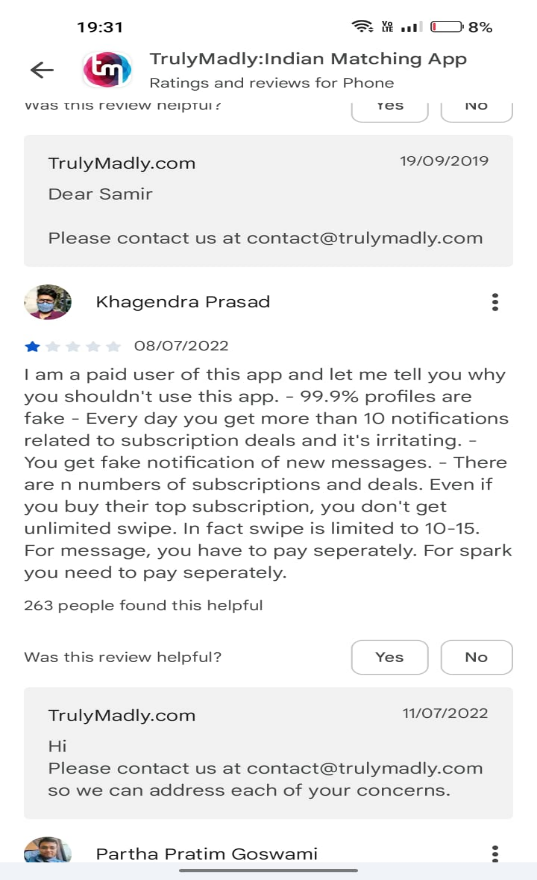 19:31
Vo LTE 8%
TrulyMadly:Indian Matching App
tm
Ratings and reviews for Phone
Was this review helpful?
Yes
No
TrulyMadly.com
19/09/2019
Dear Samir
Please contact us at contact@trulymadly.com
Khagendra Prasad
08/07/2022
I am a paid user of this app and let me tell you why
you shouldn't use this app. - 99.9% profiles are
fake - Every day you get more than 10 notifications
related to subscription deals and it's irritating. -
You get fake notification of new messages. - There
are n numbers of subscriptions and deals. Even if
you buy their top subscription, you don't get
unlimited swipe. In fact swipe is limited to 10-15.
For message, you have to pay seperately. For spark
you need to pay seperately.
263 people found this helpful
Was this review helpful?
Yes
No
TrulyMadly.com
11/07/2022
Hi
Please contact us at contact@trulymadly.com
so we can address each of your concerns.
Partha Pratim Goswami